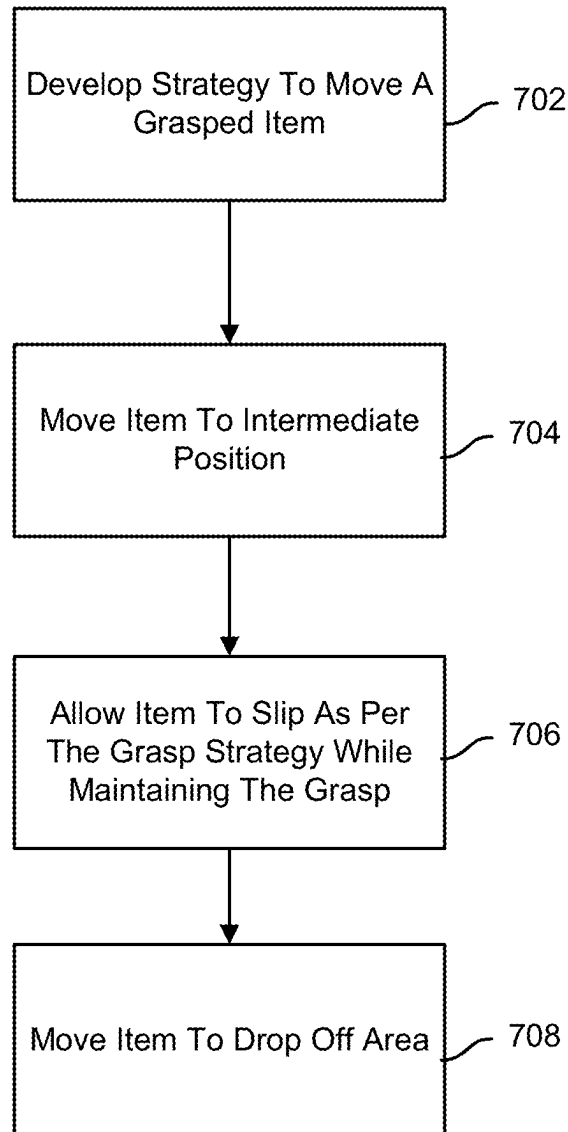 Develop Strategy To Move A
Grasped Item
702
Move Item To Intermediate
Position
704
Allow Item To Slip As Per
The Grasp Strategy While
Maintaining The Grasp
706
Move Item To Drop Off Area
708